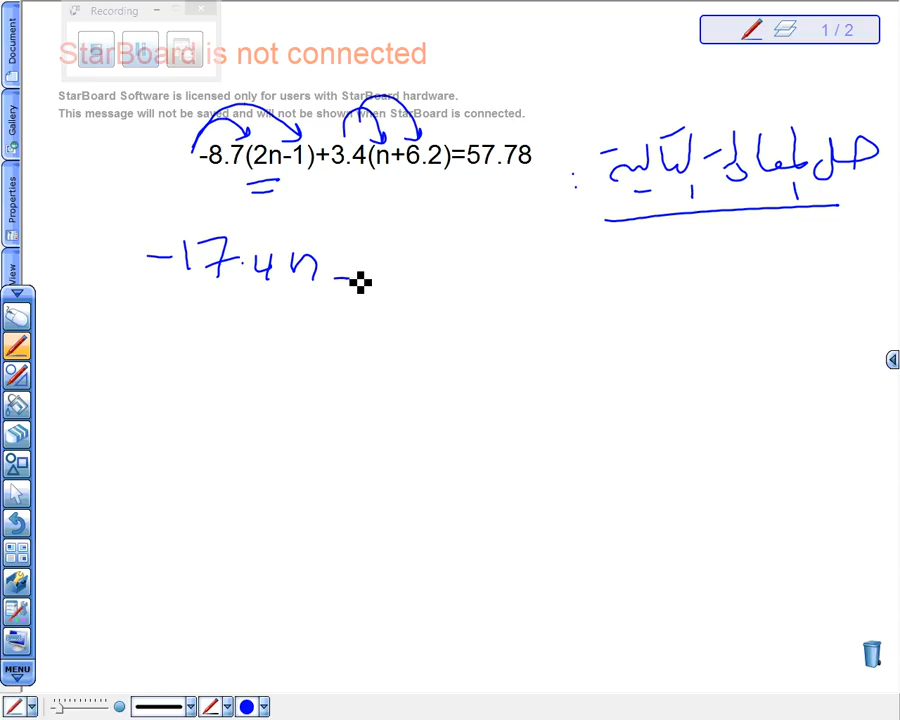 Recording
1 / 2
StarBoard is not connected
StarBoard Software is licensed only for users with StarBoard hardware.
This message will not be saved and will not be shown when StarBoard is connected.
-8.7(2n-1)+3.4(n+6.2)=57.78
حل المعادلة التالية :
-17.4n -
Document
Gallery
Properties
View
MENU